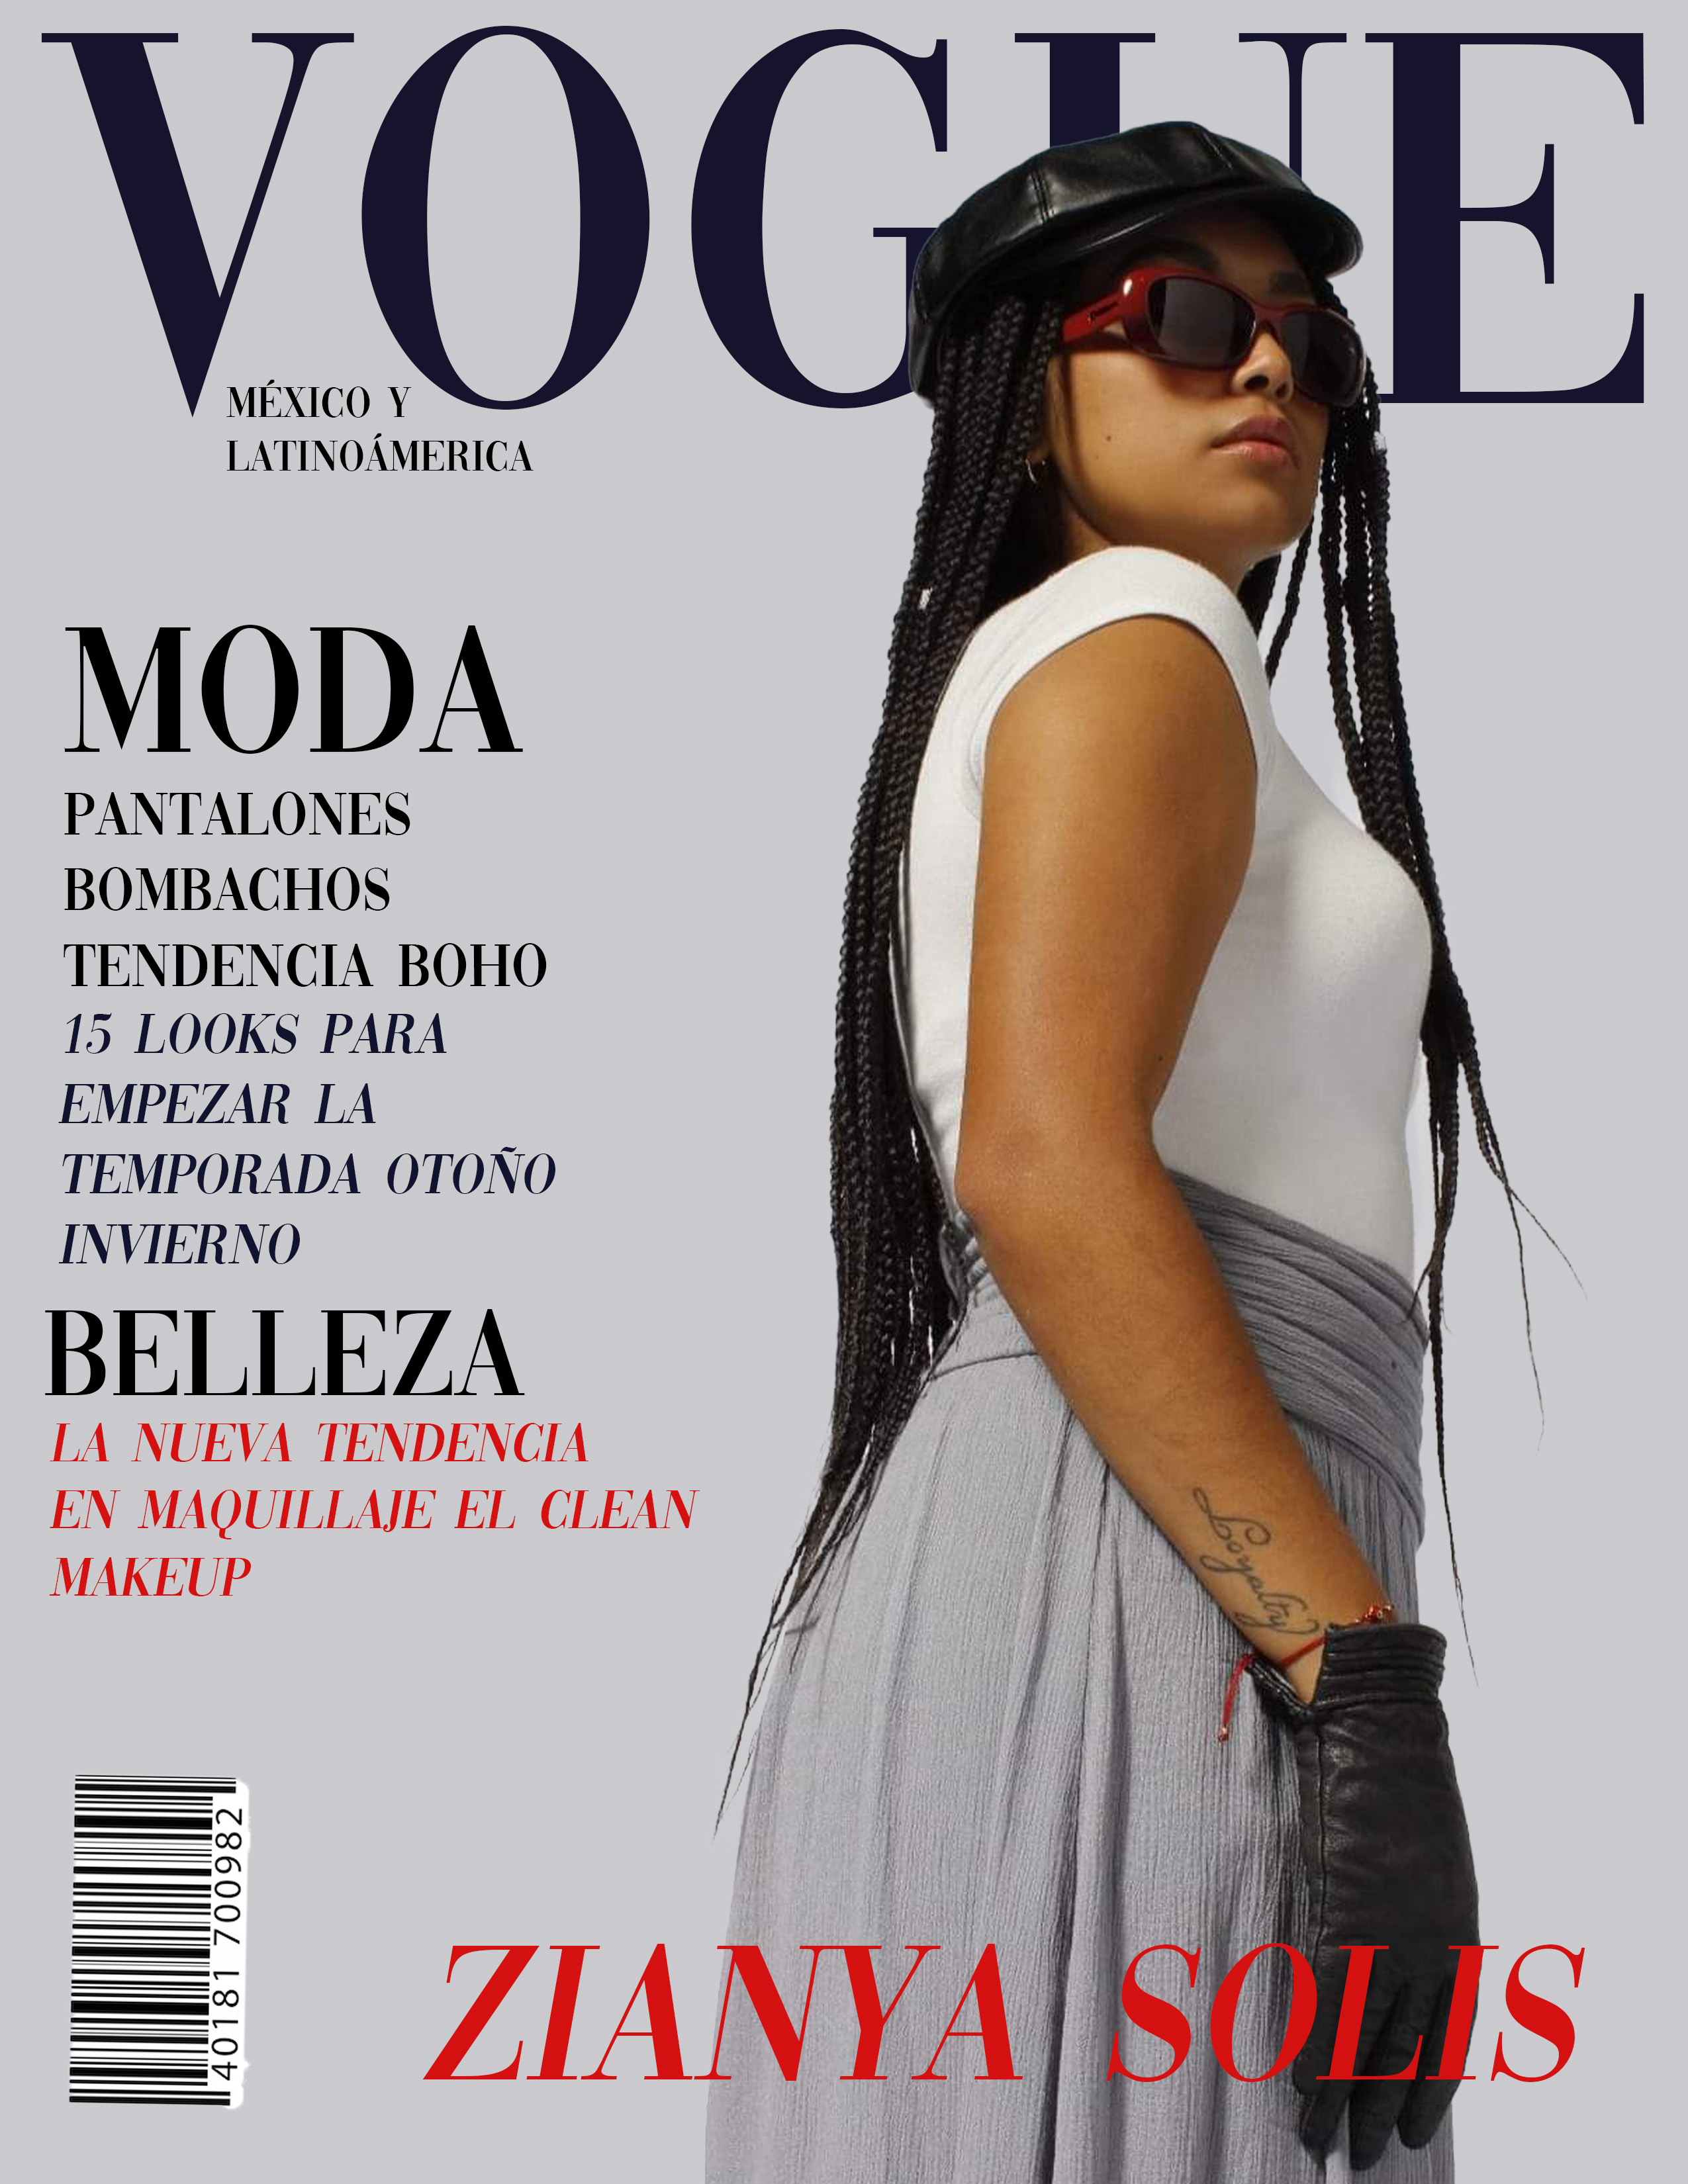 VOGUE
MÉXICO Y
LATINOÁMERICA
MODA
PANTALONES
BOMBACHOS
TENDENCIA BOHO
15 LOOKS PARA
EMPEZAR LA
TEMPORADA OTOÑO
INVIERNO
BELLEZA
LA NUEVA TENDENCIA
EN MAQUILLAJE EL CLEAN
MAKEUP
Loyalty
40181 700982
ZIANYA SOLIS